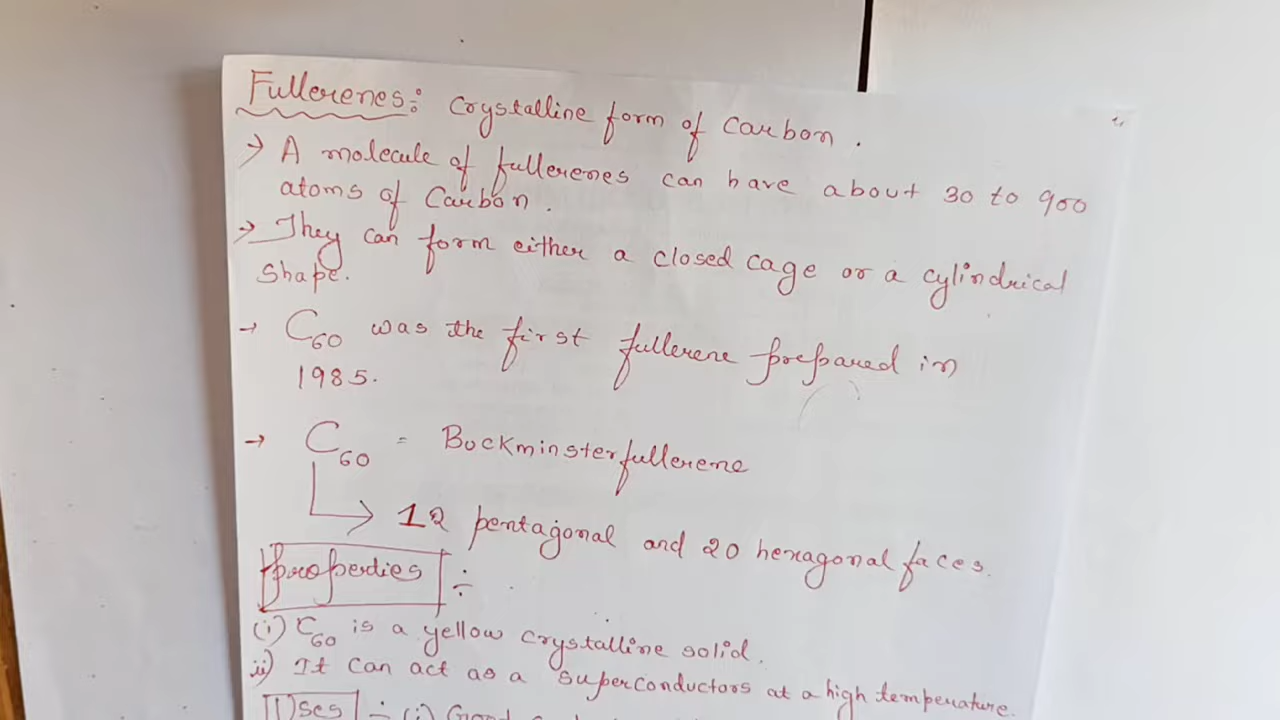 Fullerenes: Crystalline form of Carbon.
→ A molecule of fullerenes can have about 30 to 900
atoms of Carbon.
→ They can form either a closed cage or a cylindrical
shape.
→ C60 was the first fullerene prepared in
1985.
→ C60 = Buckminsterfullerene
→ 12 pentagonal and 20 hexagonal faces.
Properties ÷
(i) C60 is a yellow crystalline solid.
ii) It can act as a superconductors at a high temperature.
Uses ÷ (i) Good